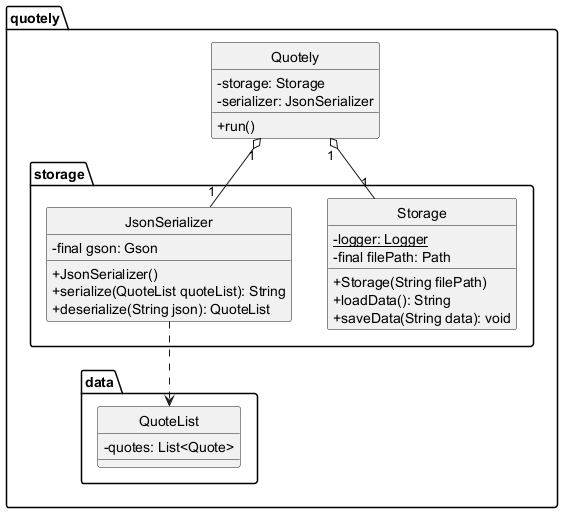 quotely
Quotely
-storage: Storage
-serializer: JsonSerializer
+run()
1
1
storage
1
1
JsonSerializer
-final gson: Gson
+JsonSerializer()
+serialize(QuoteList quoteList): String
+deserialize(String json): QuoteList
Storage
-logger: Logger
-final filePath: Path
+Storage(String filePath)
+loadData(): String
+saveData(String data): void
data
QuoteList
-quotes: List<Quote>